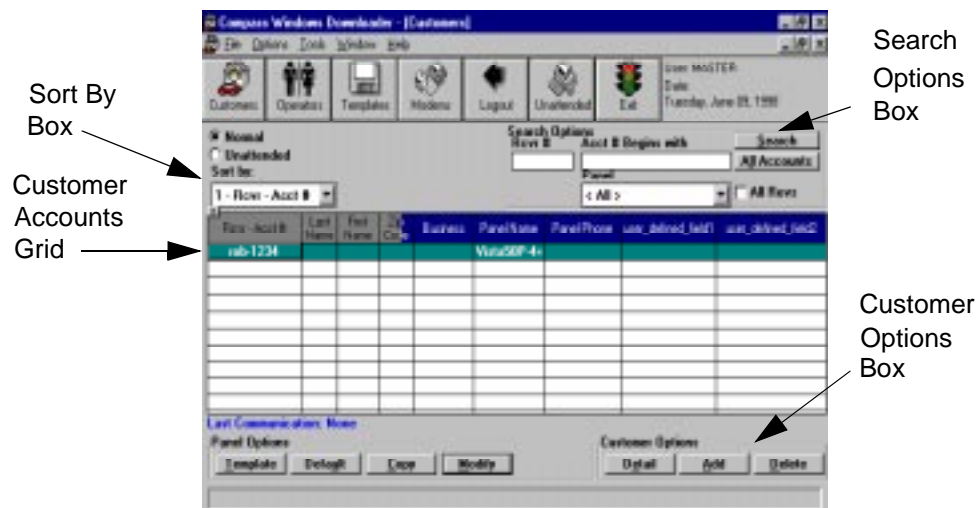 Compass Windows Downloader - [Customers]
File Options Tools Window Help
Customers Operators Templates Modems Logout Unattended Exit
User: MASTER
Date:
Tuesday, June 09, 1998
Search
Options
Box
Sort By
Box
Normal
Unattended
Sort by:
1 - Rcvr - Acct #
Search Options
Rcvr # Acct # Begins with
Search
All Accounts
Panel
< All >
All Rcvrs
Customer
Accounts
Grid
Rcvr - Acct # Last Name First Name Zip Business Panel Name Panel Phone user_defined_field1 user_defined_field2
rob-1234 Vista50P-4+
Last Communication: None
Panel Options
Template Default Copy Modify
Customer Options
Detail Add Delete
Customer
Options
Box